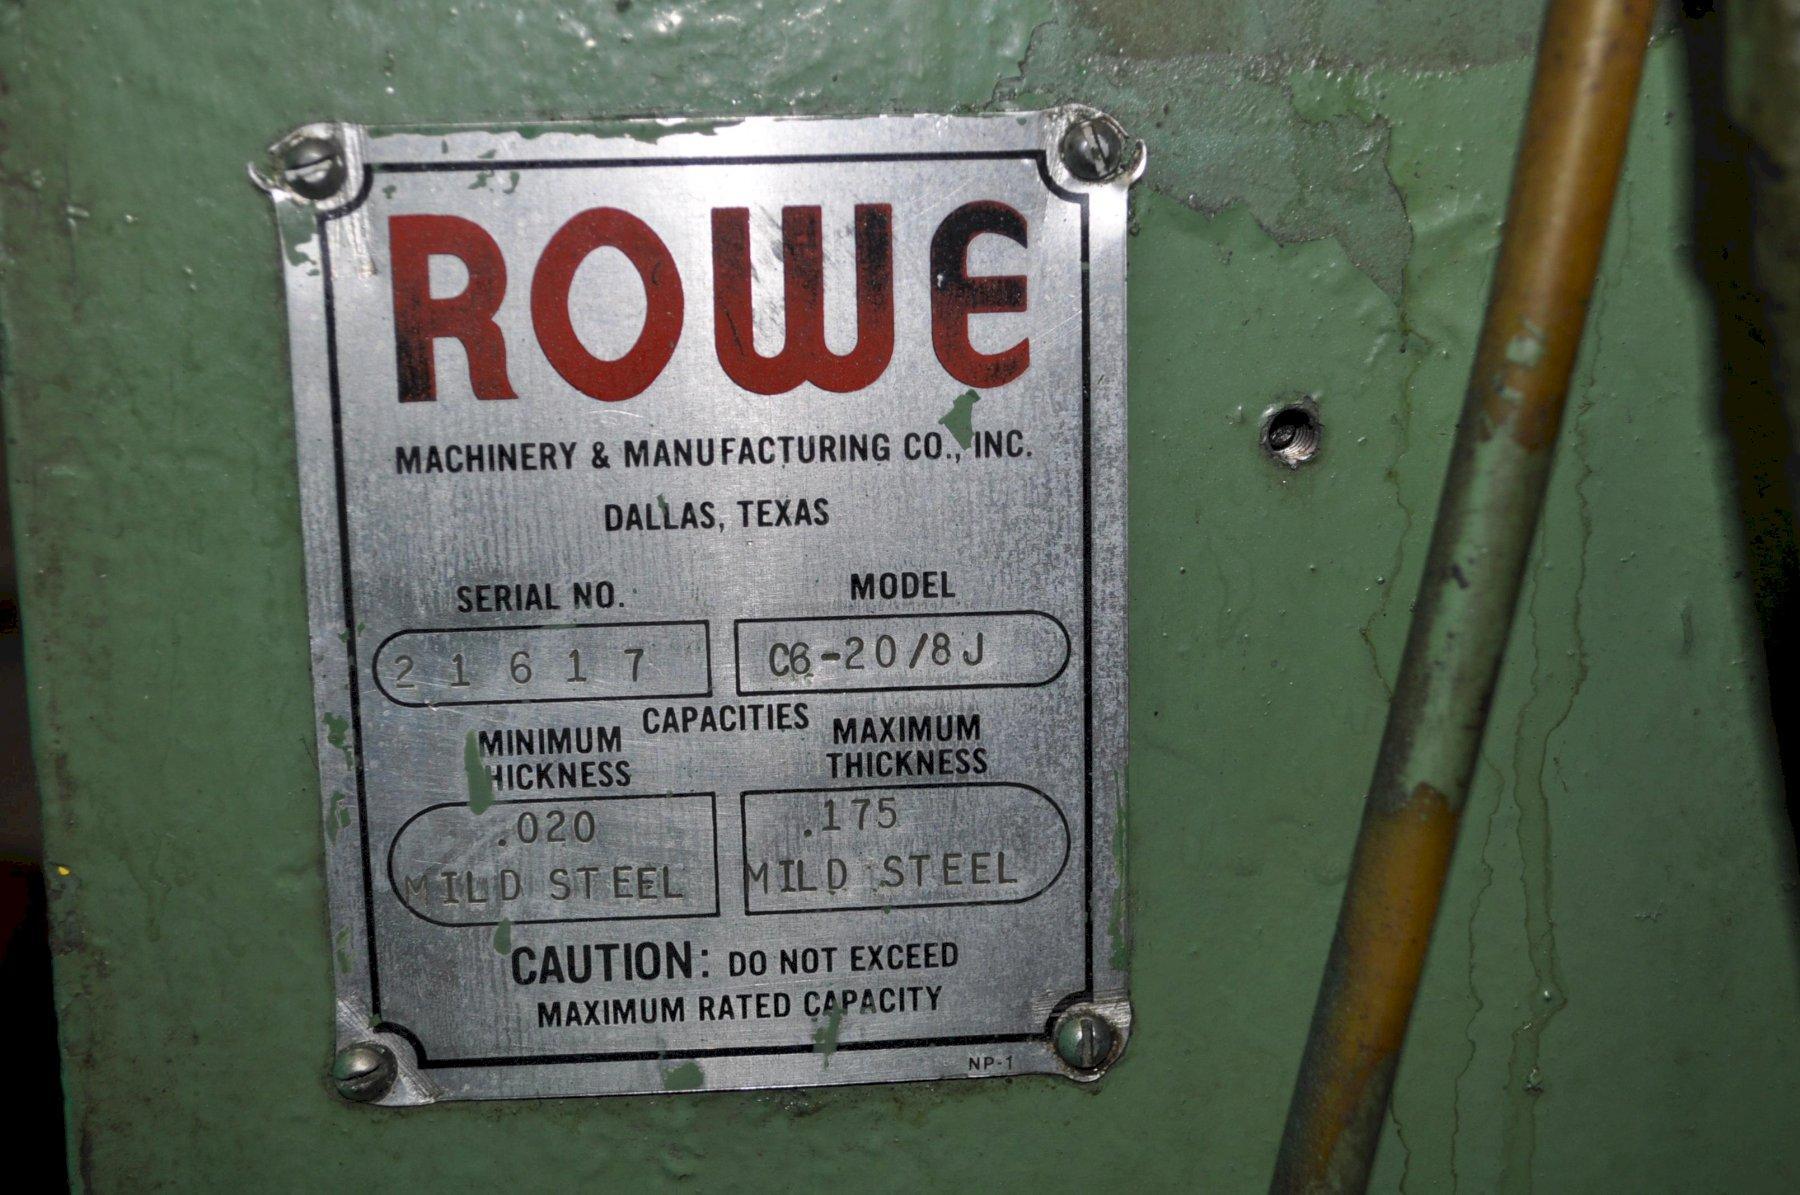 ROWE
MACHINERY & MANUFACTURING CO., INC.
DALLAS, TEXAS
SERIAL NO. MODEL
21617 C6-20/8J
CAPACITIES
MINIMUM THICKNESS MAXIMUM THICKNESS
.020 .175
MILD STEEL MILD STEEL
CAUTION: DO NOT EXCEED
MAXIMUM RATED CAPACITY
NP-1